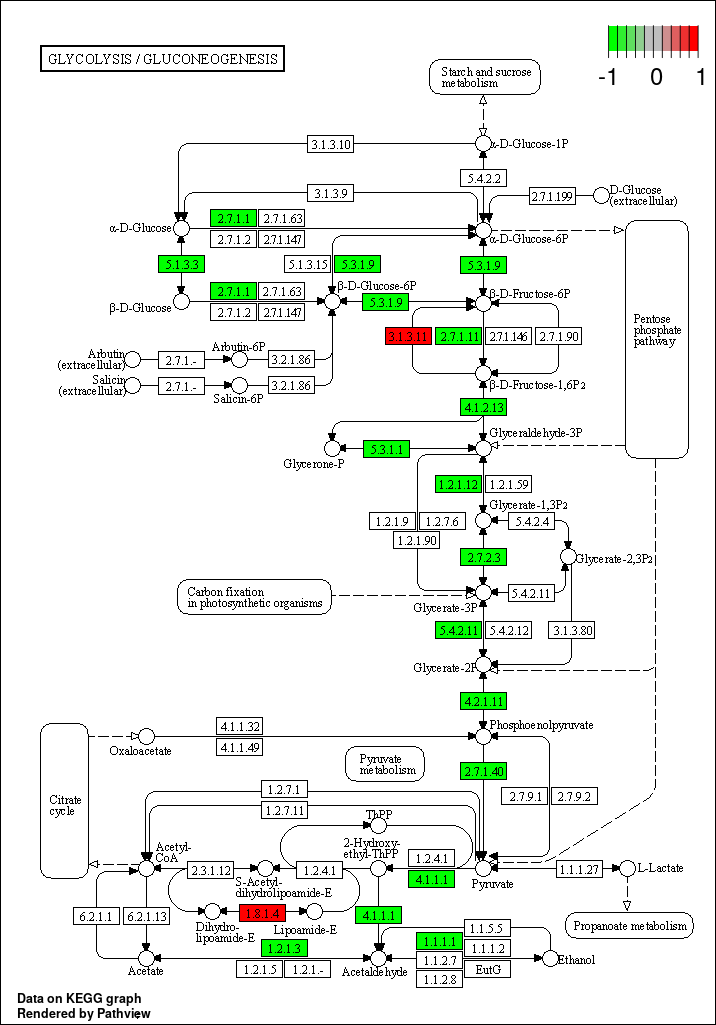 GLYCOLYSIS / GLUCONEOGENESIS
-1 0 1
Starch and sucrose
metabolism
3.1.3.10
α-D-Glucose-1P
5.4.2.2
3.1.3.9
2.7.1.199
D-Glucose
(extracellular)
2.7.1.1
2.7.1.63
α-D-Glucose
2.7.1.2
2.7.1.147
α-D-Glucose-6P
5.1.3.3
5.1.3.15
5.3.1.9
5.3.1.9
2.7.1.1
2.7.1.63
β-D-Glucose-6P
β-D-Glucose
2.7.1.2
2.7.1.147
5.3.1.9
β-D-Fructose-6P
Pentose
phosphate
pathway
3.1.3.11
2.7.1.11
2.7.1.146
2.7.1.90
Arbutin
(extracellular)
2.7.1.-
Arbutin-6P
3.2.1.86
Salicin
(extracellular)
2.7.1.-
Salicin-6P
3.2.1.86
β-D-Fructose-1,6P2
4.1.2.13
Glyceraldehyde-3P
5.3.1.1
Glycerone-P
1.2.1.12
1.2.1.59
Glycerate-1,3P2
1.2.1.9
1.2.7.6
5.4.2.4
1.2.1.90
2.7.2.3
Glycerate-2,3P2
Carbon fixation
in photosynthetic organisms
5.4.2.11
Glycerate-3P
5.4.2.11
5.4.2.12
3.1.3.80
Glycerate-2P
4.2.1.11
4.1.1.32
Phosphoenolpyruvate
Oxaloacetate
4.1.1.49
Pyruvate
metabolism
2.7.1.40
Citrate
cycle
1.2.7.1
2.7.9.1
2.7.9.2
1.2.7.11
ThPP
Acetyl-
CoA
2-Hydroxy-
ethyl-ThPP
1.2.4.1
2.3.1.12
1.2.4.1
4.1.1.1
Pyruvate
1.1.1.27
L-Lactate
S-Acetyl-
dihydrolipoamide-E
6.2.1.1
6.2.1.13
1.8.1.4
4.1.1.1
Dihydro-
lipoamide-E
Lipoamide-E
Propanoate metabolism
1.2.1.3
1.1.1.1
1.1.5.5
1.1.1.2
Acetate
1.2.1.5
1.2.1.-
Acetaldehyde
1.1.2.7
EutG
Ethanol
1.1.2.8
Data on KEGG graph
Rendered by Pathview